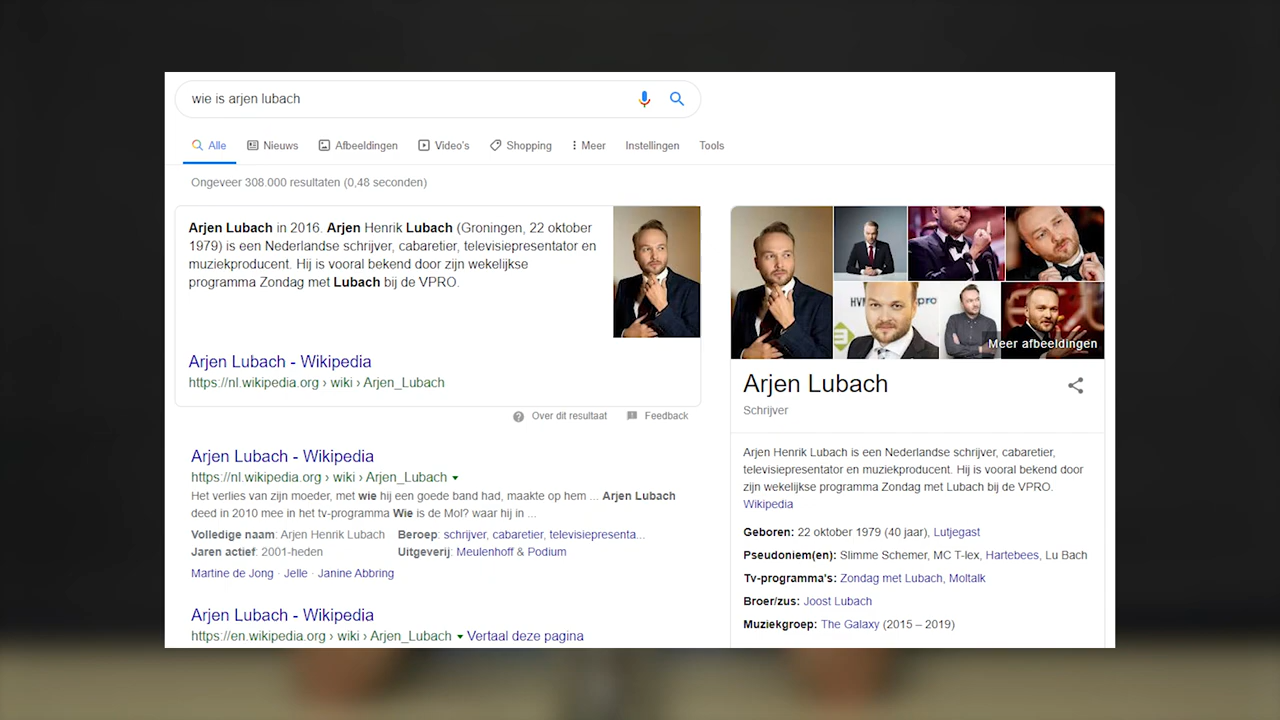 wie is arjen lubach
Alle Nieuws Afbeeldingen Video's Shopping Meer Instellingen Tools
Ongeveer 308.000 resultaten (0,48 seconden)
Arjen Lubach in 2016. Arjen Henrik Lubach (Groningen, 22 oktober
1979) is een Nederlandse schrijver, cabaretier, televisiepresentator en
muziekproducent. Hij is vooral bekend door zijn wekelijkse
programma Zondag met Lubach bij de VPRO.
Arjen Lubach - Wikipedia
https://nl.wikipedia.org › wiki › Arjen_Lubach
Over dit resultaat Feedback
Arjen Lubach - Wikipedia
https://nl.wikipedia.org › wiki › Arjen_Lubach
Het verlies van zijn moeder, met wie hij een goede band had, maakte op hem ... Arjen Lubach
deed in 2010 mee in het tv-programma Wie is de Mol? waar hij in ...
Volledige naam: Arjen Henrik Lubach Beroep: schrijver, cabaretier, televisiepresenta...
Jaren actief: 2001-heden Uitgeverij: Meulenhoff & Podium
Martine de Jong · Jelle · Janine Abbring
Arjen Lubach - Wikipedia
https://en.wikipedia.org › wiki › Arjen_Lubach Vertaal deze pagina
HV pro
Meer afbeeldingen
Arjen Lubach
Schrijver
Arjen Henrik Lubach is een Nederlandse schrijver, cabaretier,
televisiepresentator en muziekproducent. Hij is vooral bekend door
zijn wekelijkse programma Zondag met Lubach bij de VPRO.
Wikipedia
Geboren: 22 oktober 1979 (40 jaar), Lutjegast
Pseudoniem(en): Slimme Schemer, MC T-lex, Hartebees, Lu Bach
Tv-programma's: Zondag met Lubach, Moltalk
Broer/zus: Joost Lubach
Muziekgroep: The Galaxy (2015 – 2019)